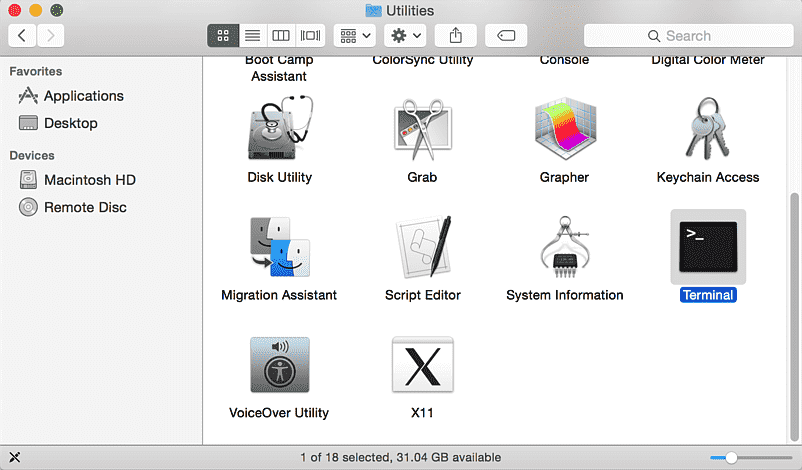 Utilities
Search
Favorites
Applications
Desktop
Devices
Macintosh HD
Remote Disc
Boot Camp
Assistant
ColorSync Utility
Console
Digital Color Meter
Disk Utility
Grab
Grapher
Keychain Access
Migration Assistant
Script Editor
System Information
>_
Terminal
VoiceOver Utility
X11
1 of 18 selected, 31.04 GB available